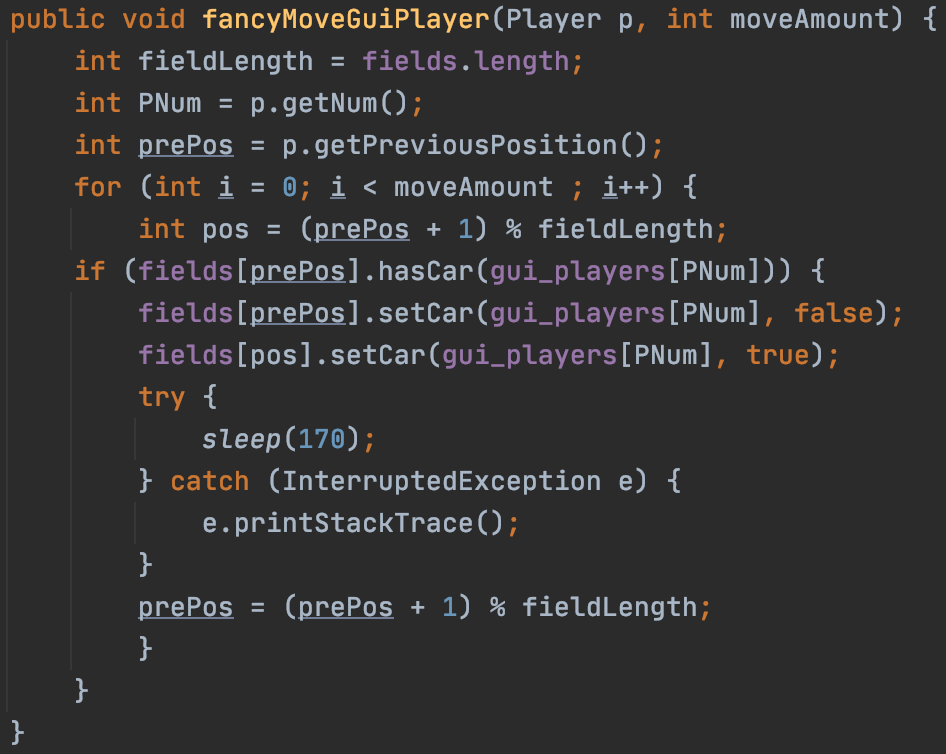 public void fancyMoveGuiPlayer(Player p, int moveAmount) {
    int fieldLength = fields.length;
    int PNum = p.getNum();
    int prePos = p.getPreviousPosition();
    for (int i = 0; i < moveAmount ; i++) {
        int pos = (prePos + 1) % fieldLength;
    if (fields[prePos].hasCar(gui_players[PNum])) {
        fields[prePos].setCar(gui_players[PNum], false);
        fields[pos].setCar(gui_players[PNum], true);
        try {
            sleep(170);
        } catch (InterruptedException e) {
            e.printStackTrace();
        }
        prePos = (prePos + 1) % fieldLength;
        }
    }
}